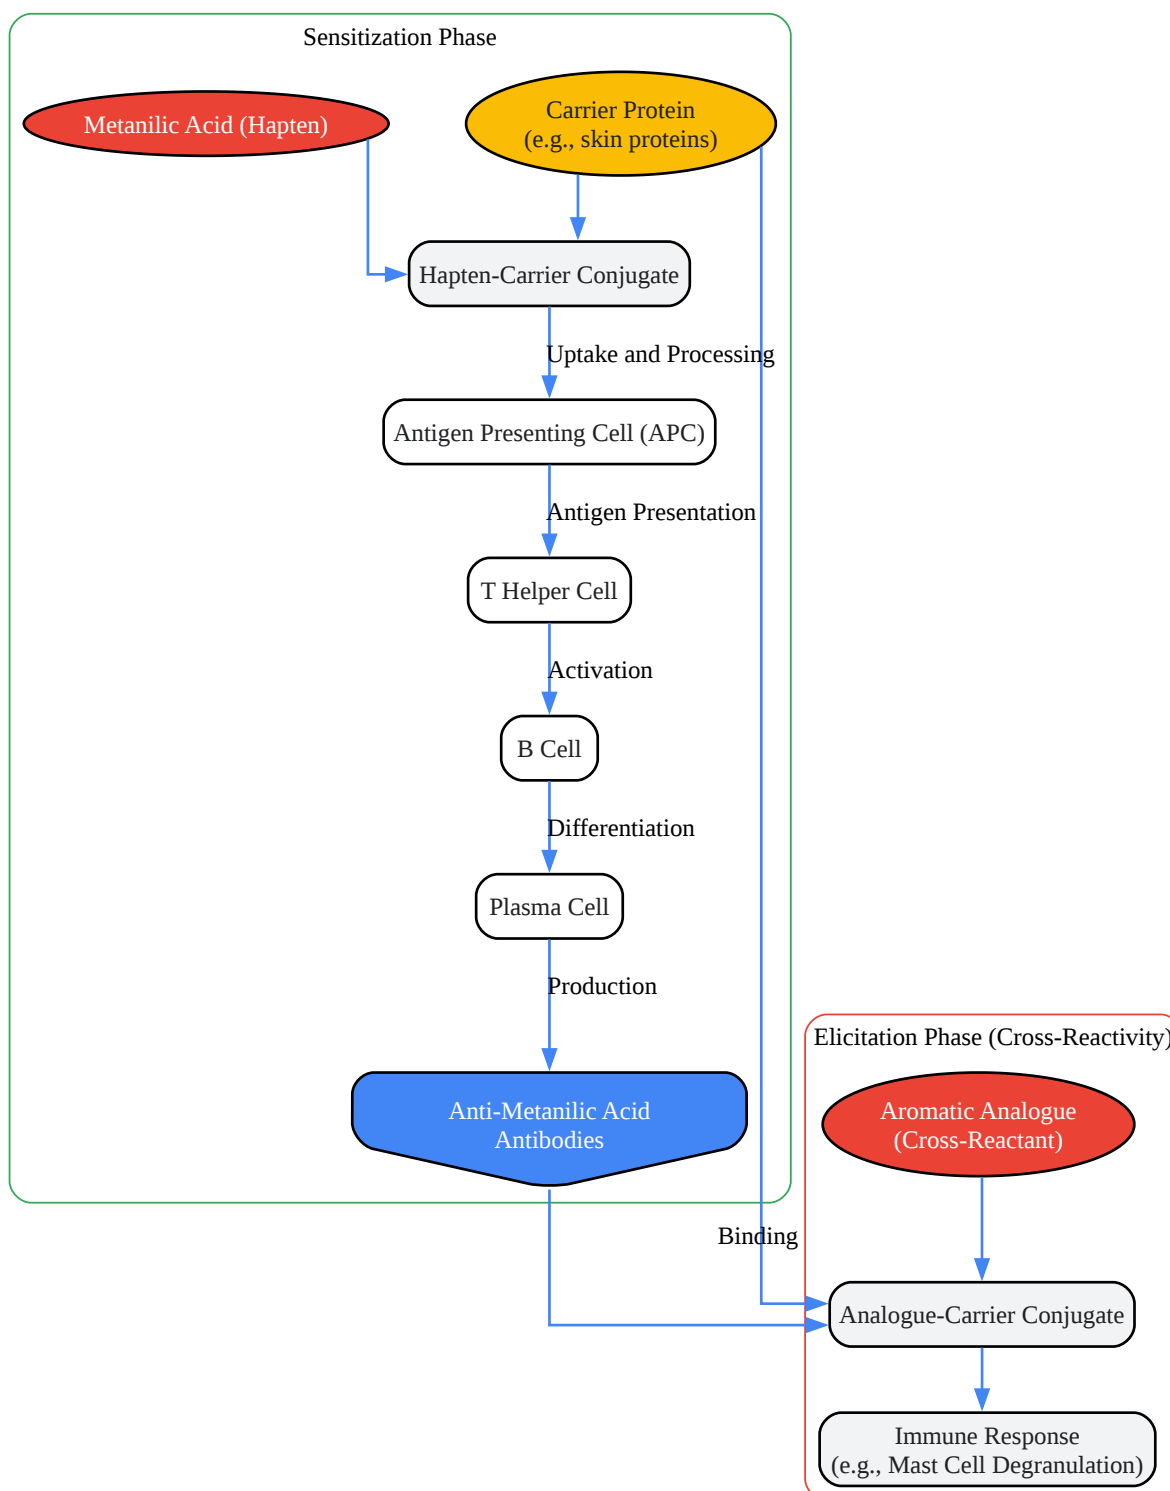 Sensitization Phase
Metanilic Acid (Hapten)
Carrier Protein
(e.g., skin proteins)
Hapten-Carrier Conjugate
Uptake and Processing
Antigen Presenting Cell (APC)
Antigen Presentation
T Helper Cell
Activation
B Cell
Differentiation
Plasma Cell
Production
Anti-Metanilic Acid
Antibodies
Binding
Elicitation Phase (Cross-Reactivity)
Aromatic Analogue
(Cross-Reactant)
Analogue-Carrier Conjugate
Immune Response
(e.g., Mast Cell Degranulation)